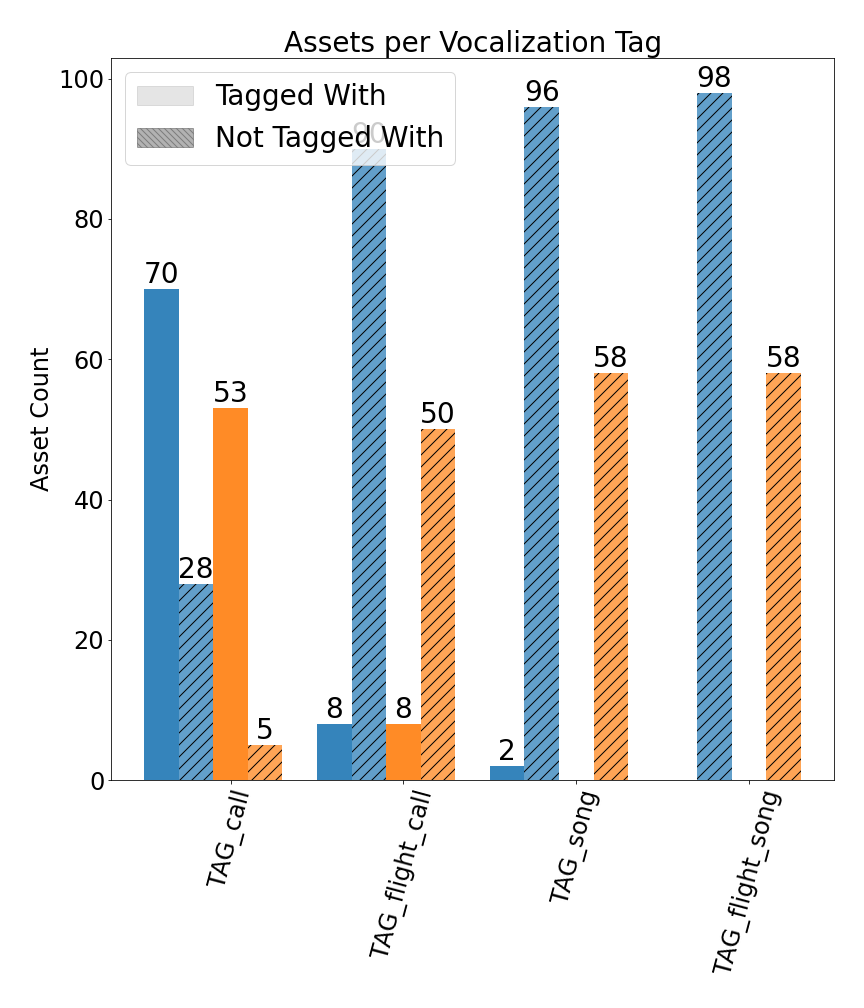 Assets per Vocalization Tag
Tagged With
Not Tagged With
Asset Count
100
80
60
40
20
0
70
28
53
5
8
90
8
50
2
96
58
98
58
TAG_call
TAG_flight_call
TAG_song
TAG_flight_song